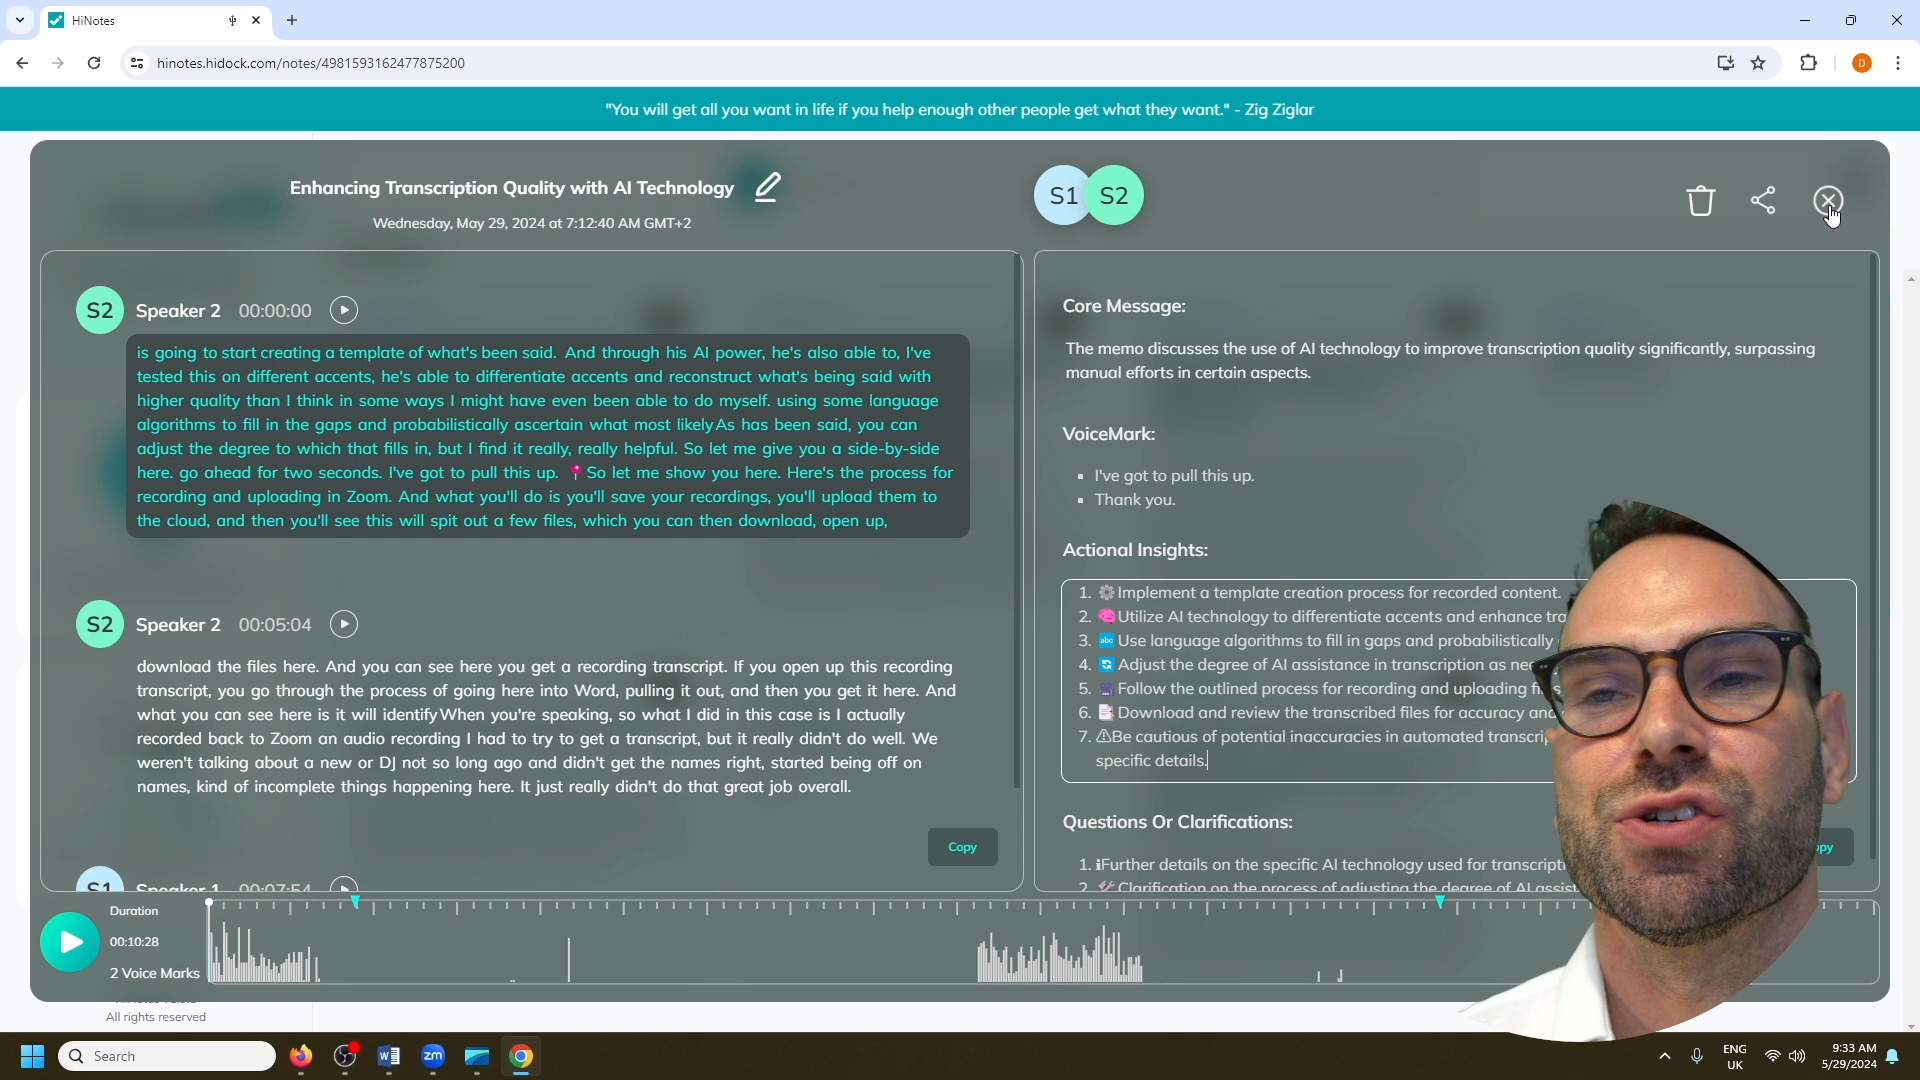 HiNotes
hinotes.hidock.com/notes/4981593162477875200
D
"You will get all you want in life if you help enough other people get what they want." - Zig Ziglar
Enhancing Transcription Quality with AI Technology
Wednesday, May 29, 2024 at 7:12:40 AM GMT+2
S1 S2
S2 Speaker 2 00:00:00
is going to start creating a template of what's been said. And through his AI power, he's also able to, I've
tested this on different accents, he's able to differentiate accents and reconstruct what's being said with
higher quality than I think in some ways I might have even been able to do myself. using some language
algorithms to fill in the gaps and probabilistically ascertain what most likelyAs has been said, you can
adjust the degree to which that fills in, but I find it really, really helpful. So let me give you a side-by-side
here. go ahead for two seconds. I've got to pull this up. So let me show you here. Here's the process for
recording and uploading in Zoom. And what you'll do is you'll save your recordings, you'll upload them to
the cloud, and then you'll see this will spit out a few files, which you can then download, open up,
S2 Speaker 2 00:05:04
download the files here. And you can see here you get a recording transcript. If you open up this recording
transcript, you go through the process of going here into Word, pulling it out, and then you get it here. And
what you can see here is it will identifyWhen you're speaking, so what I did in this case is I actually
recorded back to Zoom an audio recording I had to try to get a transcript, but it really didn't do well. We
weren't talking about a new or DJ not so long ago and didn't get the names right, started being off on
names, kind of incomplete things happening here. It just really didn't do that great job overall.
Copy
S1 Speaker 1 00:07:54
Core Message:
The memo discusses the use of AI technology to improve transcription quality significantly, surpassing
manual efforts in certain aspects.
VoiceMark:
▪ I've got to pull this up.
▪ Thank you.
Actional Insights:
1. Implement a template creation process for recorded content.
2. Utilize AI technology to differentiate accents and enhance
3. abc Use language algorithms to fill in gaps and probabilistically
4. Adjust the degree of AI assistance in transcription as
5. Follow the outlined process for recording and uploading
6. Download and review the transcribed files for accuracy
7. ⚠Be cautious of potential inaccuracies in automated
specific details.
Questions Or Clarifications:
1. Further details on the specific AI technology used for
2. Clarification on the process of adjusting the degree of AI
Duration
00:10:28
2 Voice Marks
All rights reserved
Search
zm
ENG
UK
9:33 AM
5/29/2024